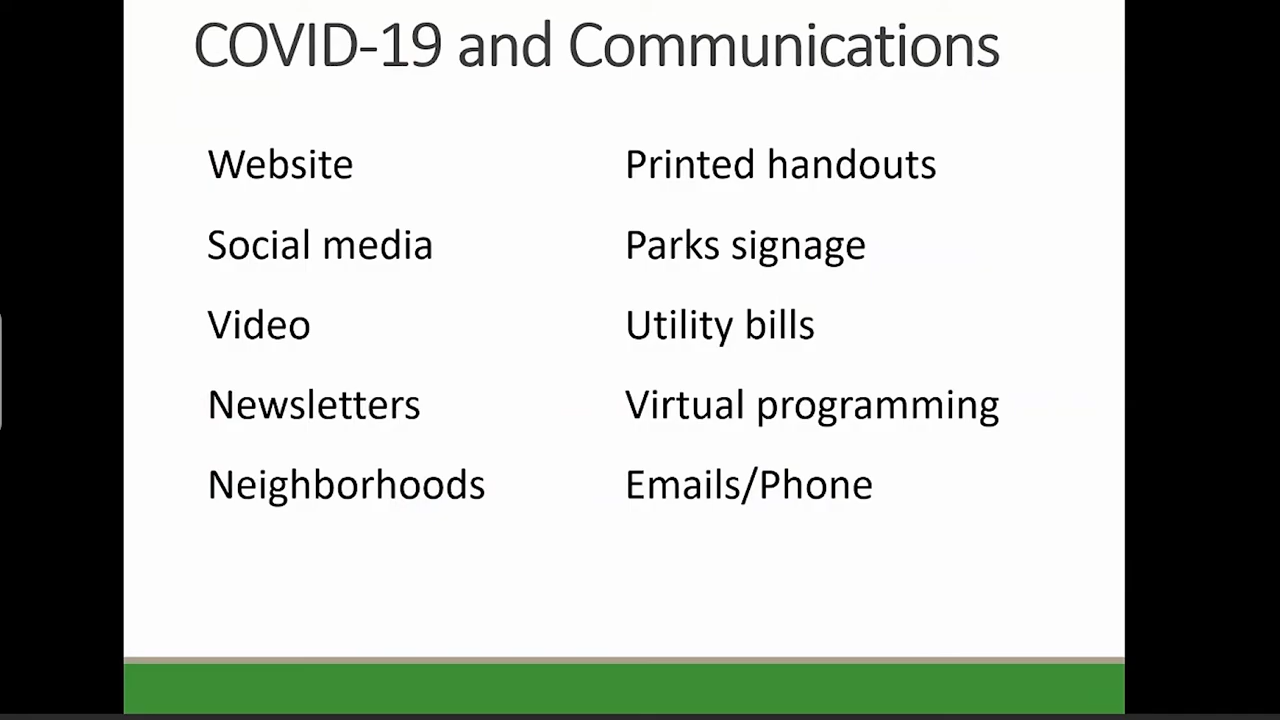 COVID-19 and Communications
Website
Social media
Video
Newsletters
Neighborhoods
Printed handouts
Parks signage
Utility bills
Virtual programming
Emails/Phone